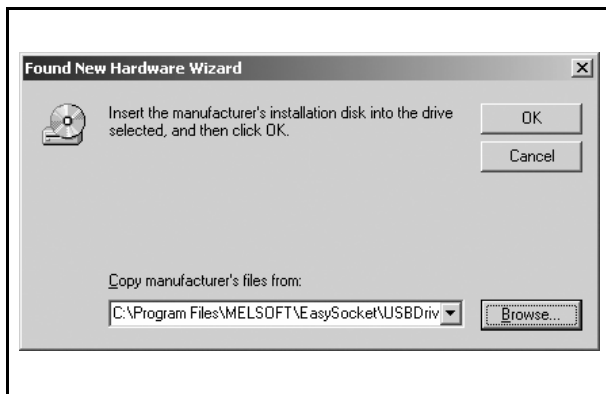 Found New Hardware Wizard
Insert the manufacturer's installation disk into the drive
selected, and then click OK.
OK
Cancel
Copy manufacturer's files from:
C:\Program Files\MELSOFT\EasySocket\USBDriv
Browse...